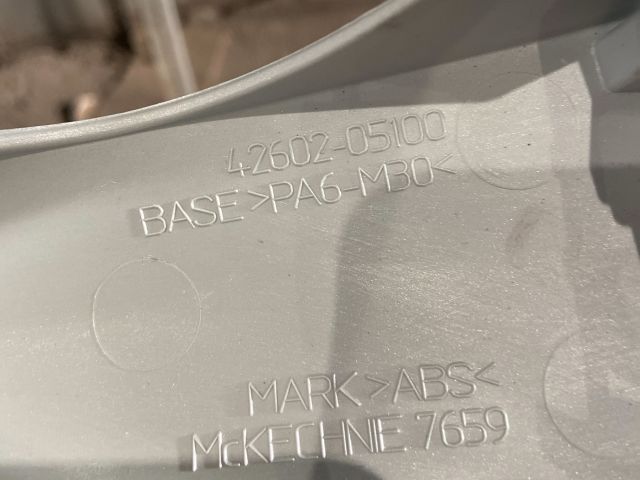 42602-05100
BASE >PA6-M30<
MARK >ABS<
McKECHNIE 7659